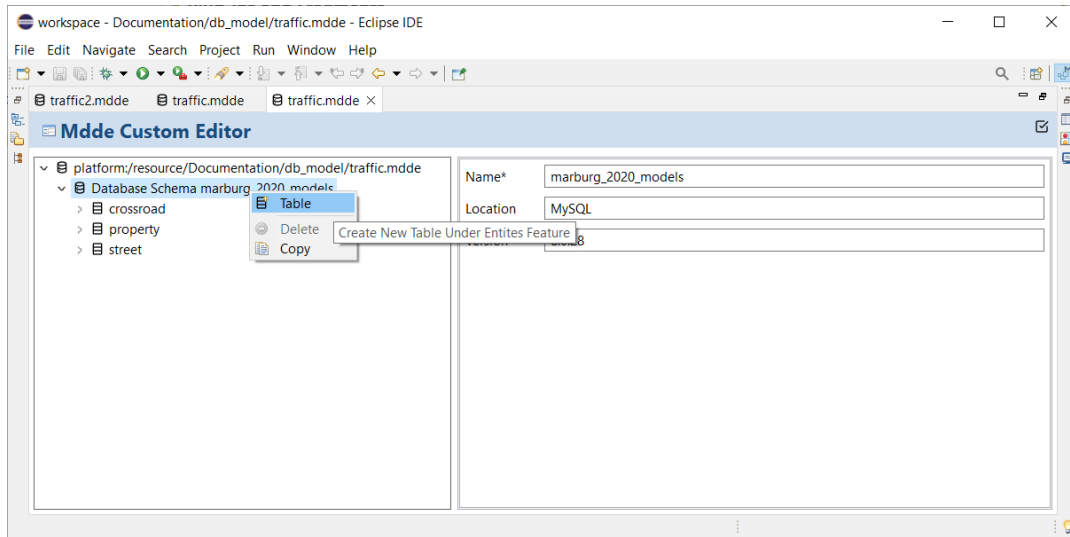 workspace - Documentation/db_model/traffic.mdde - Eclipse IDE
File Edit Navigate Search Project Run Window Help
traffic2.mdde traffic.mdde traffic.mdde
Mdde Custom Editor
platform:/resource/Documentation/db_model/traffic.mdde
Database Schema marburg_2020_models
crossroad
property
street
Table
Delete
Copy
Create New Table Under Entites Feature
Name* marburg_2020_models
Location MySQL